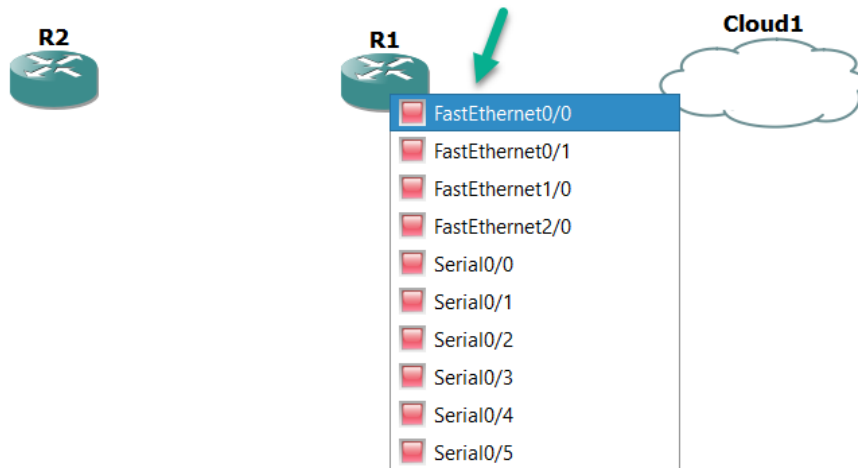 R2
R1
Cloud1
FastEthernet0/0
FastEthernet0/1
FastEthernet1/0
FastEthernet2/0
Serial0/0
Serial0/1
Serial0/2
Serial0/3
Serial0/4
Serial0/5